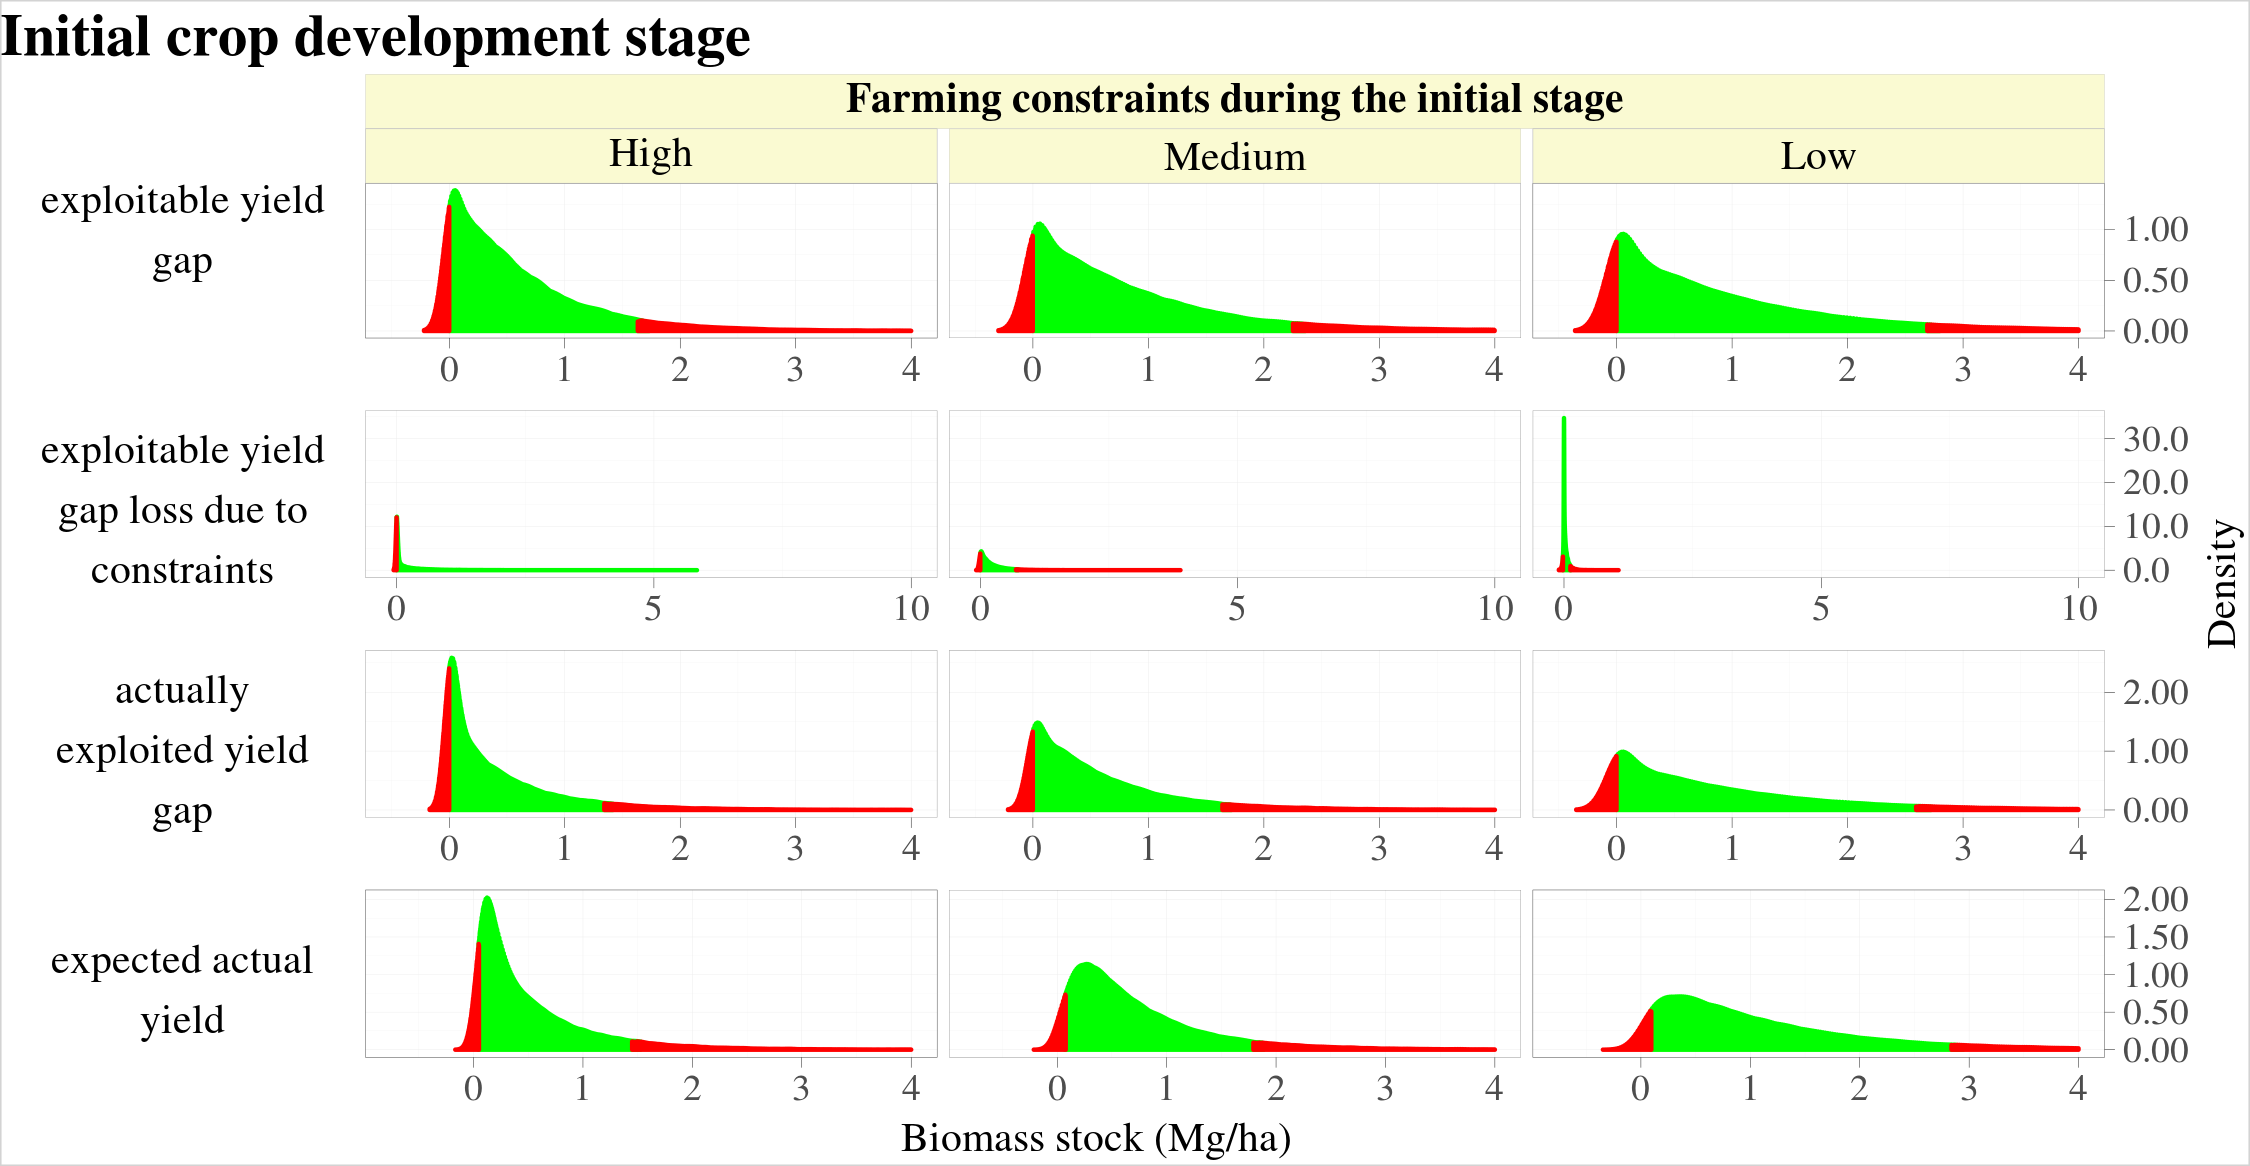 Initial crop development stage
Farming constraints during the initial stage
High Medium Low
exploitable yield
gap
1.00
0.50
0.00
0 1 2 3 4 0 1 2 3 4 0 1 2 3 4
exploitable yield
gap loss due to
constraints
30.0
20.0
10.0
0.0
0 5 10 0 5 10 0 5 10
actually
exploited yield
gap
2.00
1.00
0.00
0 1 2 3 4 0 1 2 3 4 0 1 2 3 4
expected actual
yield
2.00
1.50
1.00
0.50
0.00
0 1 2 3 4 0 1 2 3 4 0 1 2 3 4
Biomass stock (Mg/ha)
Density